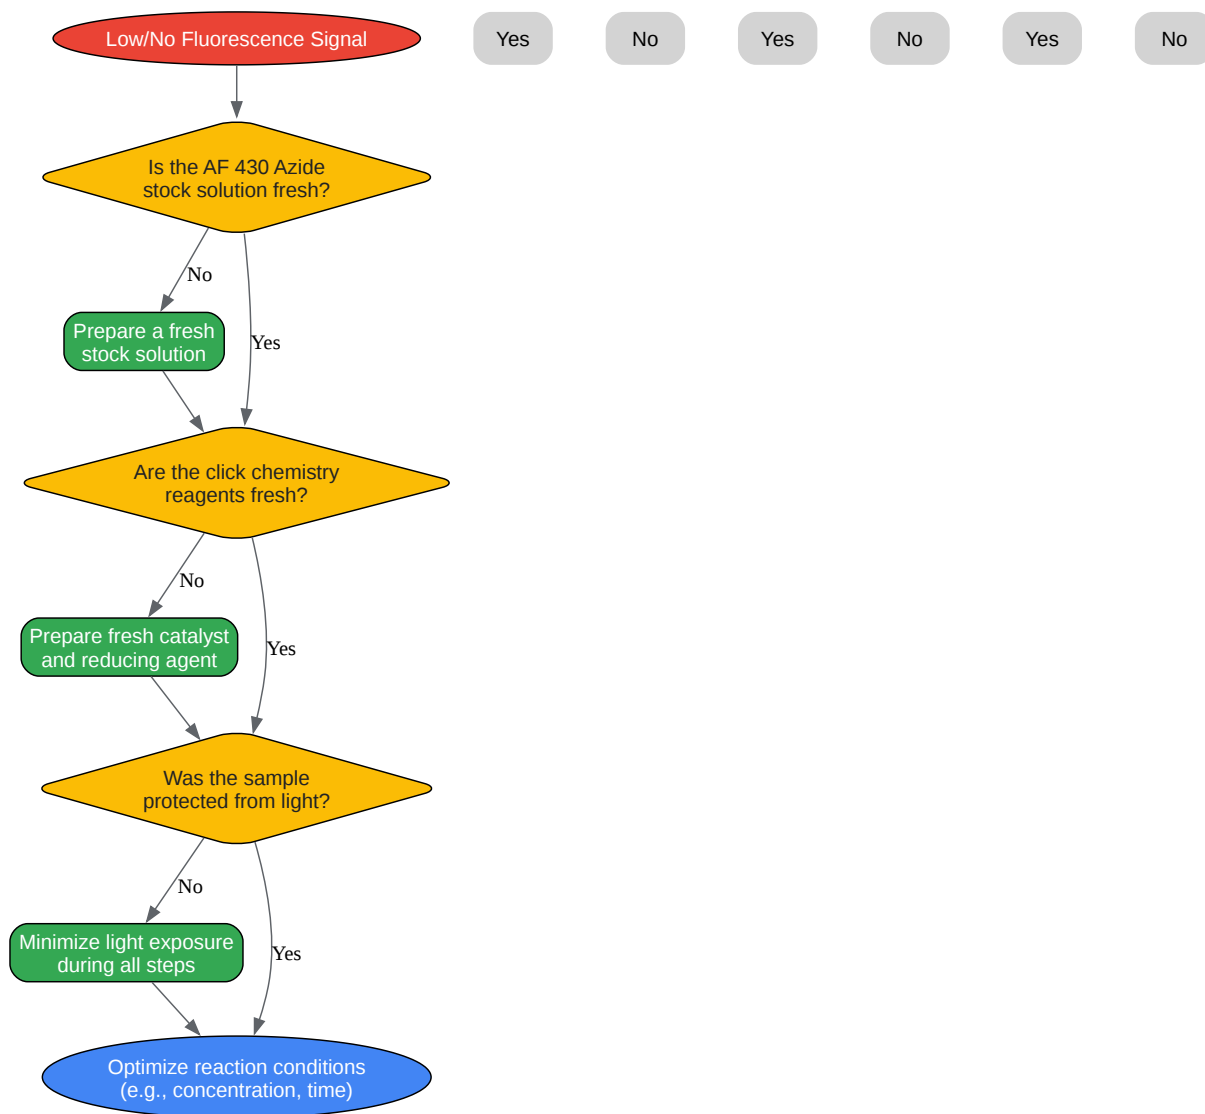 Low/No Fluorescence Signal
Yes
No
Yes
No
Yes
No
Is the AF 430 Azide
stock solution fresh?
No
Prepare a fresh
stock solution
Yes
Are the click chemistry
reagents fresh?
No
Prepare fresh catalyst
and reducing agent
Yes
Was the sample
protected from light?
No
Minimize light exposure
during all steps
Yes
Optimize reaction conditions
(e.g., concentration, time)